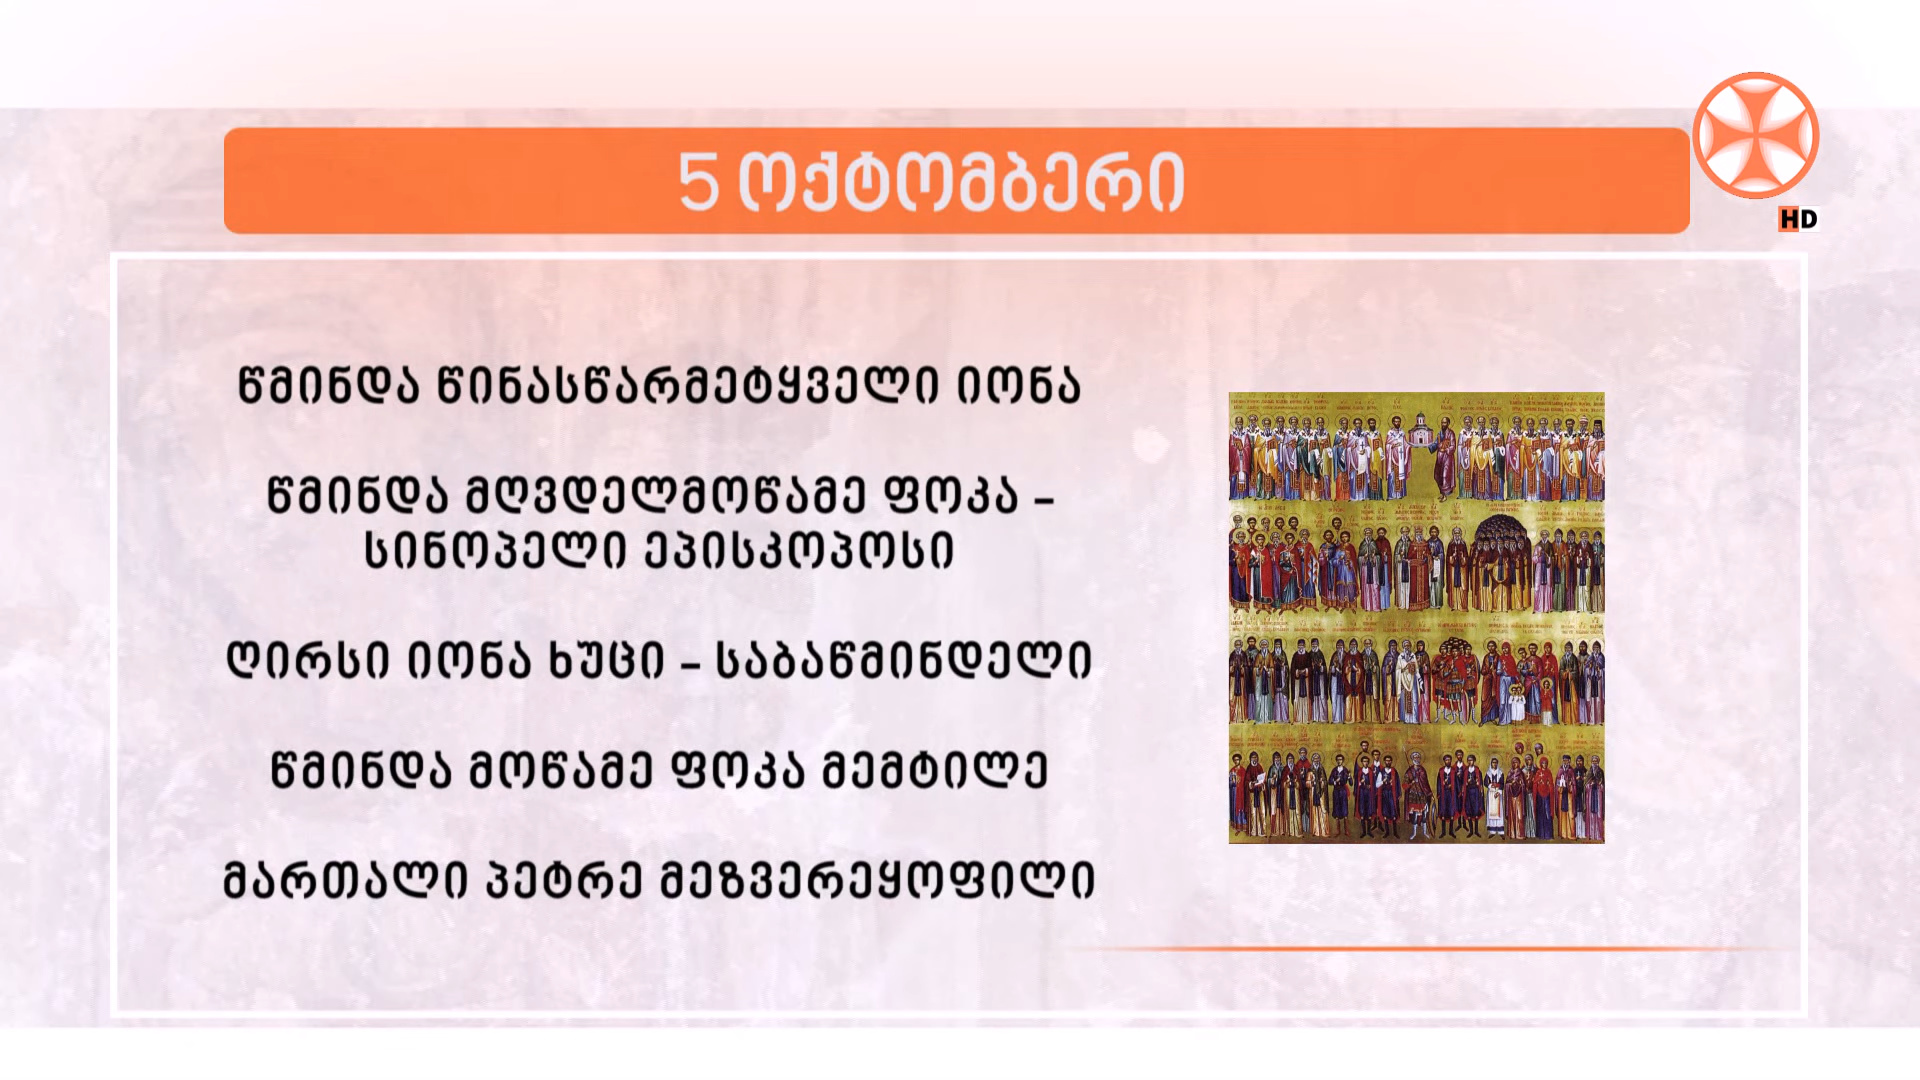 5 ოქტომბერი
HD
წმინდა წინასწარმეტყველი იონა
წმინდა მღვდელმოწამე ფოკა –
სინოპელი ეპისკოპოსი
ღირსი იონა ხუცი – საბაწმინდელი
წმინდა მოწამე ფოკა მემტილე
მართალი პეტრე მეზვერეყოფილი